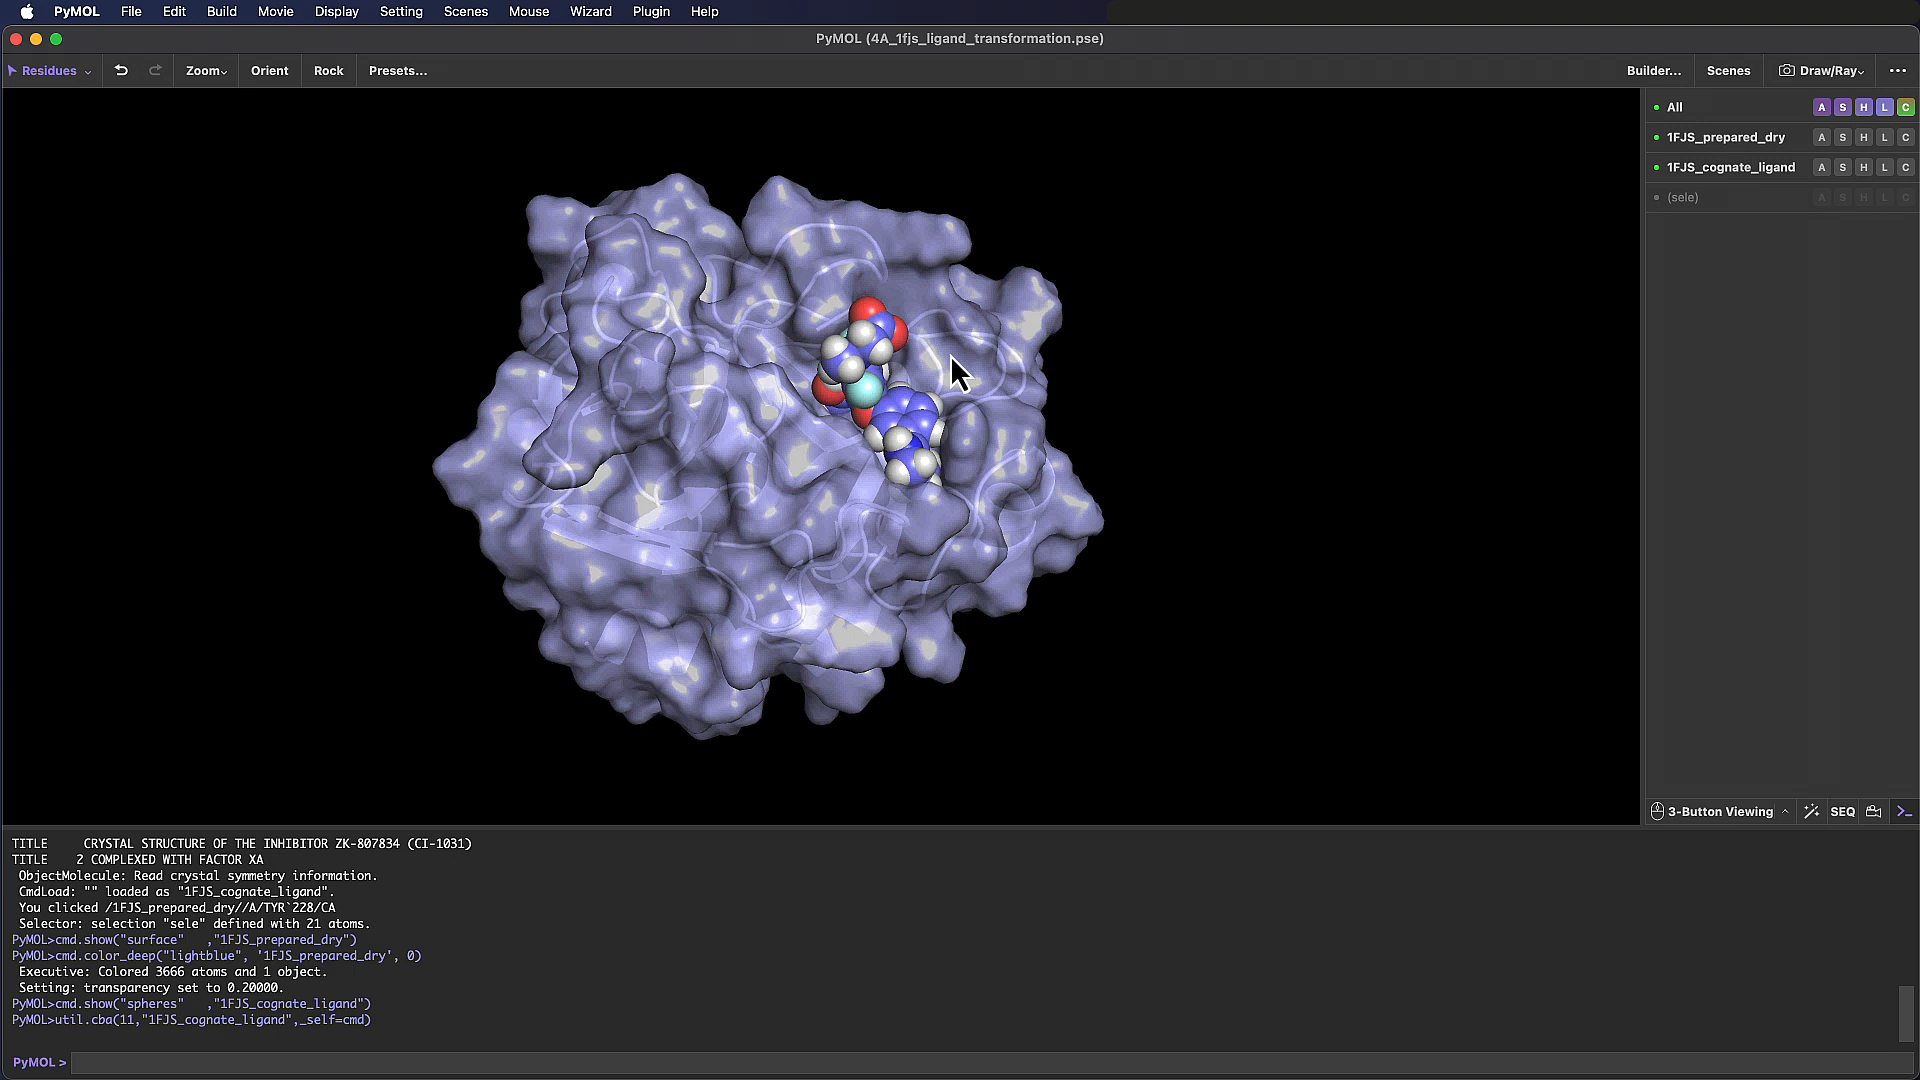 PyMOL File Edit Build Movie Display Setting Scenes Mouse Wizard Plugin Help
PyMOL (4A_1fjs_ligand_transformation.pse)
Residues Zoom Orient Rock Presets... Builder... Scenes Draw/Ray
All A S H L C
1FJS_prepared_dry A S H L C
1FJS_cognate_ligand A S H L C
(sele) A S H L C
3-Button Viewing SEQ
TITLE     CRYSTAL STRUCTURE OF THE INHIBITOR ZK-807834 (CI-1031)
TITLE    2 COMPLEXED WITH FACTOR XA
ObjectMolecule: Read crystal symmetry information.
CmdLoad: "" loaded as "1FJS_cognate_ligand".
You clicked /1FJS_prepared_dry//A/TYR`228/CA
Selector: selection "sele" defined with 21 atoms.
PyMOL>cmd.show("surface"   ,"1FJS_prepared_dry")
PyMOL>cmd.color_deep("lightblue", '1FJS_prepared_dry', 0)
Executive: Colored 3666 atoms and 1 object.
Setting: transparency set to 0.20000.
PyMOL>cmd.show("spheres"   ,"1FJS_cognate_ligand")
PyMOL>util.cba(11,"1FJS_cognate_ligand",_self=cmd)
PyMOL >